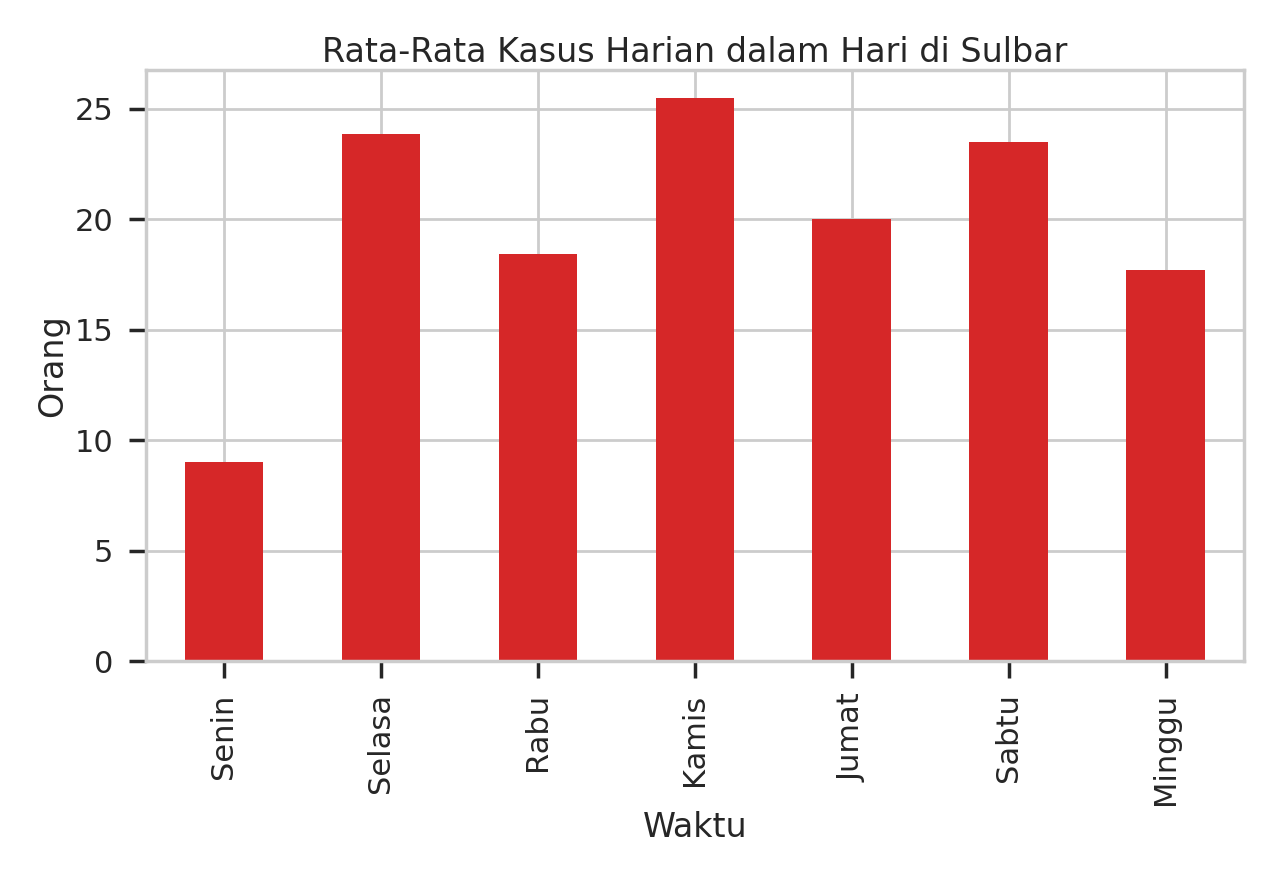 Rata-Rata Kasus Harian dalam Hari di Sulbar
Orang
25
20
15
10
5
0
Senin
Selasa
Rabu
Kamis
Jumat
Sabtu
Minggu
Waktu